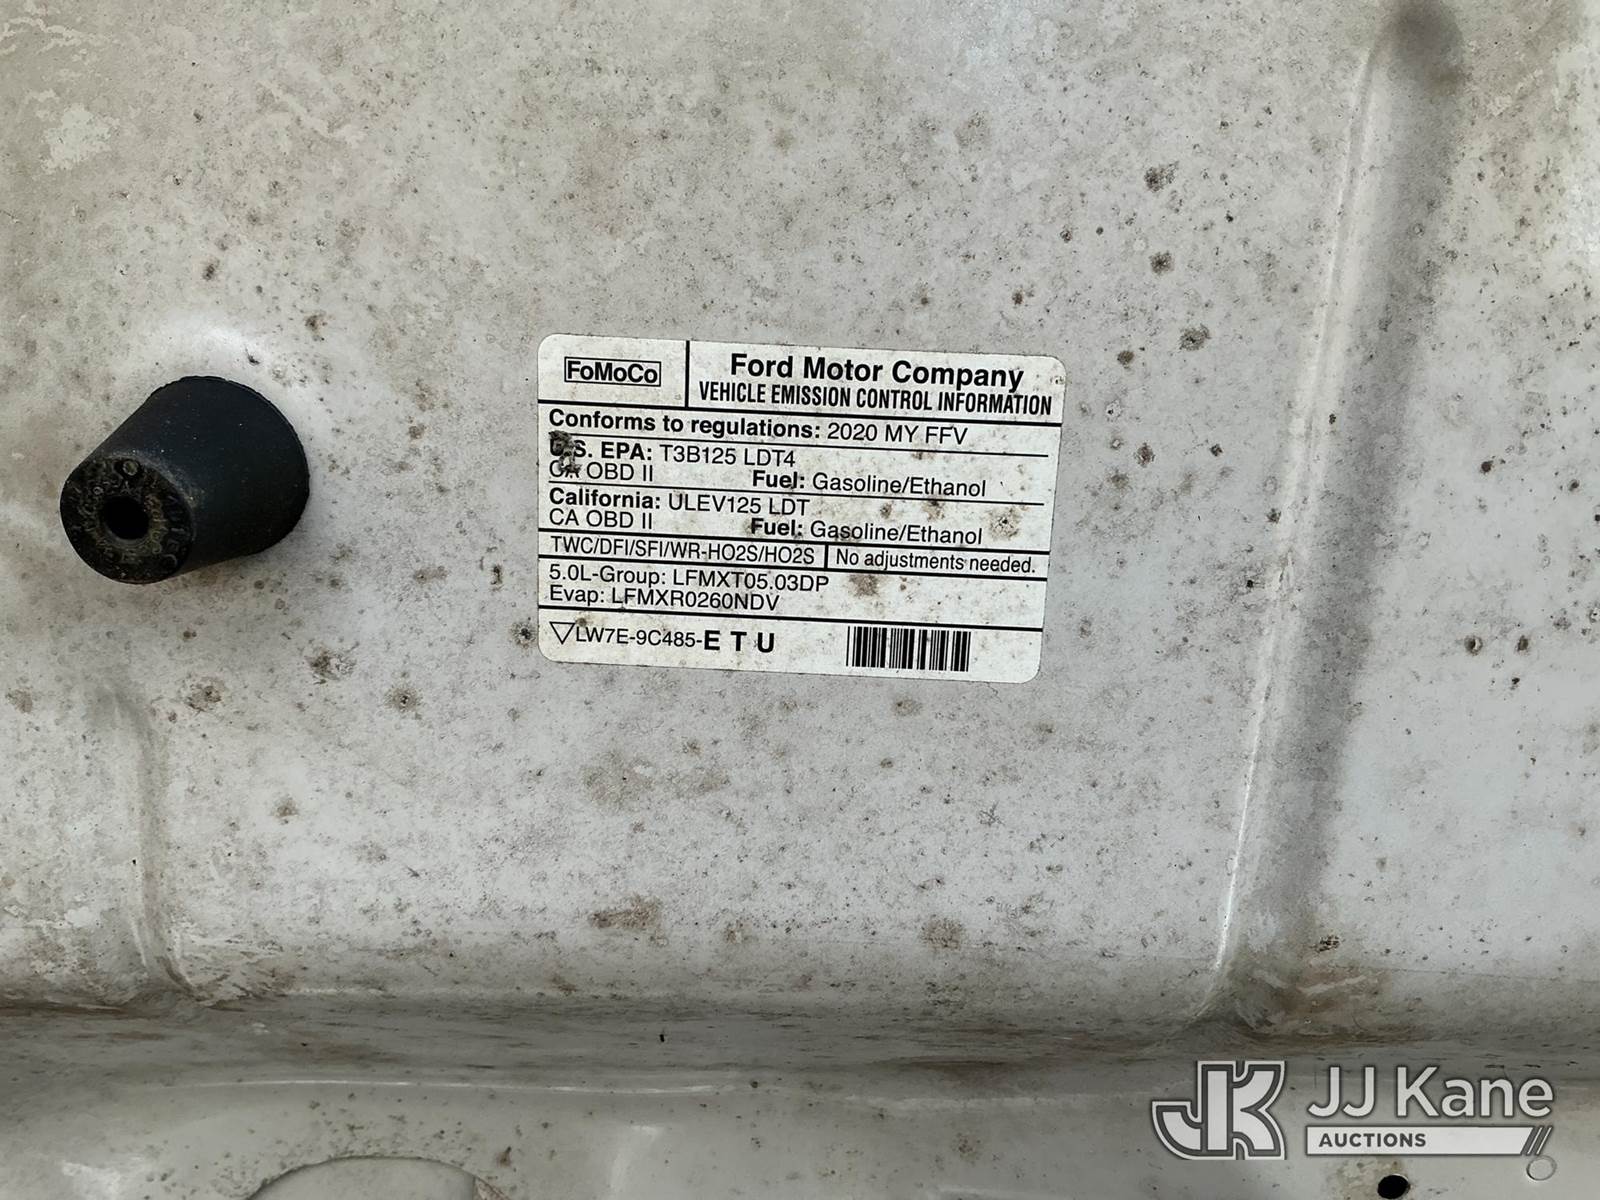 FoMoCo
Ford Motor Company
VEHICLE EMISSION CONTROL INFORMATION
Conforms to regulations: 2020 MY FFV
U.S. EPA: T3B125 LDT4
CA OBD II Fuel: Gasoline/Ethanol
California: ULEV125 LDT
CA OBD II Fuel: Gasoline/Ethanol
TWC/DFI/SFI/WR-HO2S/HO2S No adjustments needed.
5.0L-Group: LFMXT05.03DP
Evap: LFMXR0260NDV
LW7E-9C485-E T U
JK JJ Kane
AUCTIONS